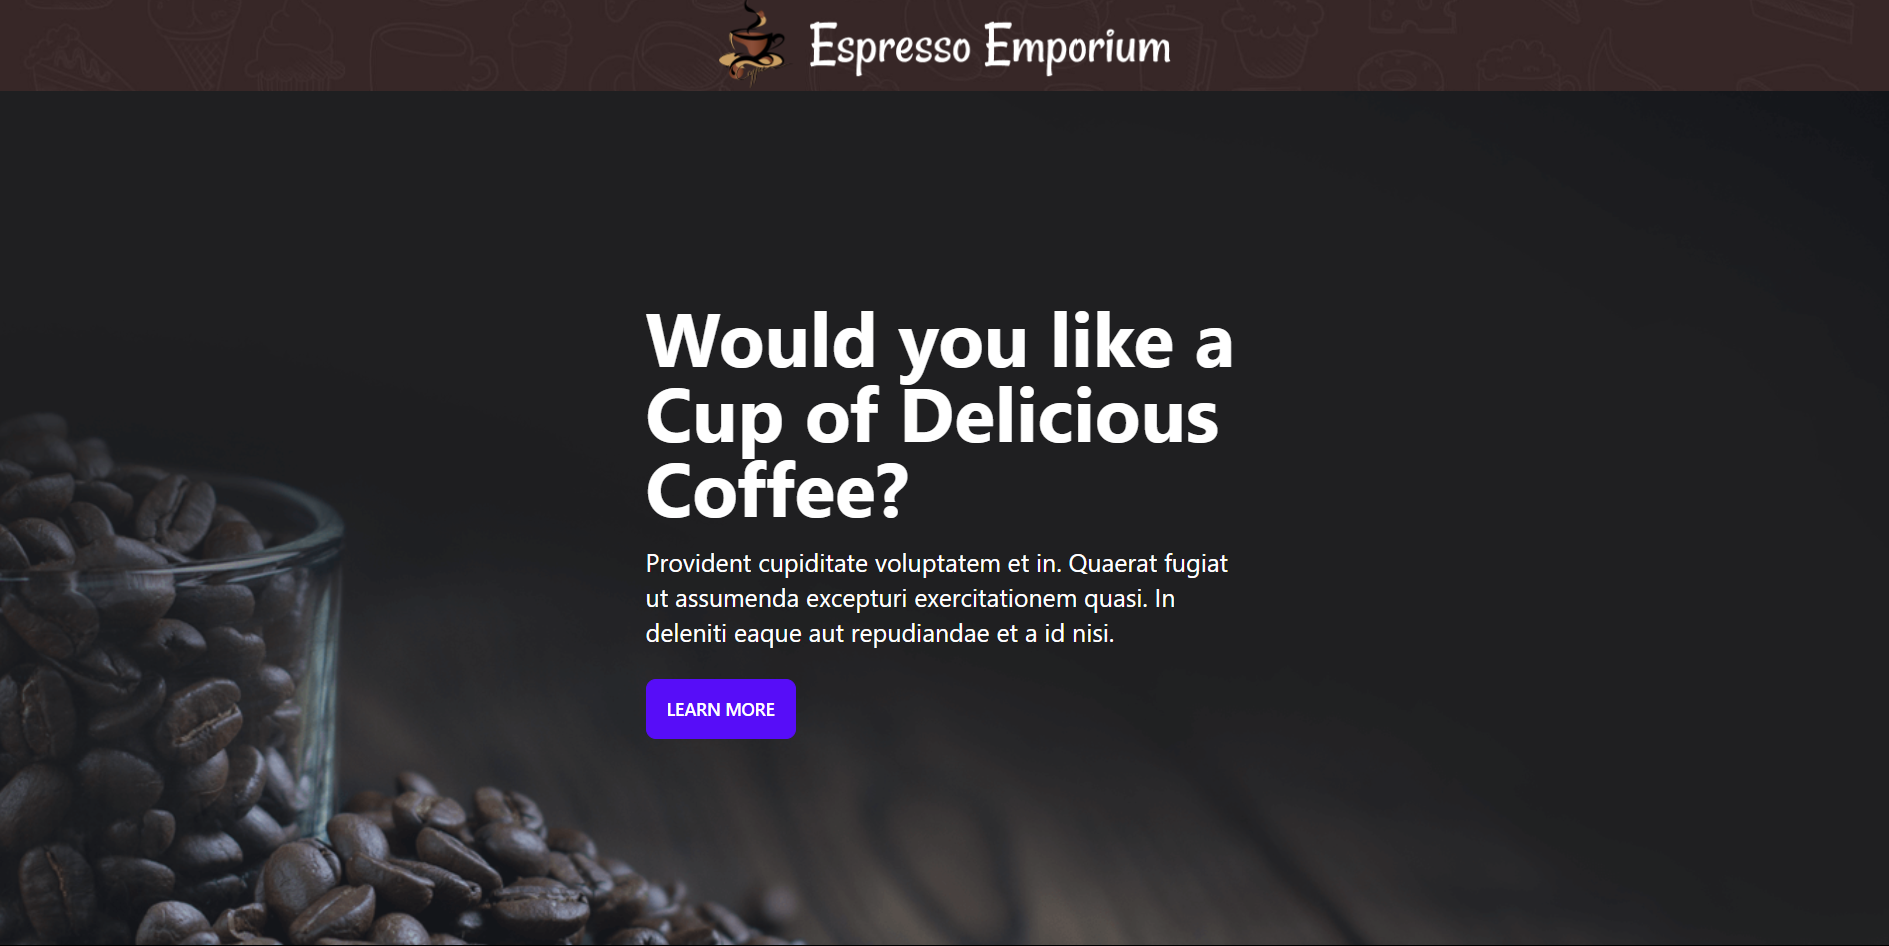 Espresso Emporium
Would you like a
Cup of Delicious
Coffee?
Provident cupiditate voluptatem et in. Quaerat fugiat
ut assumenda excepturi exercitationem quasi. In
deleniti eaque aut repudiandae et a id nisi.
LEARN MORE